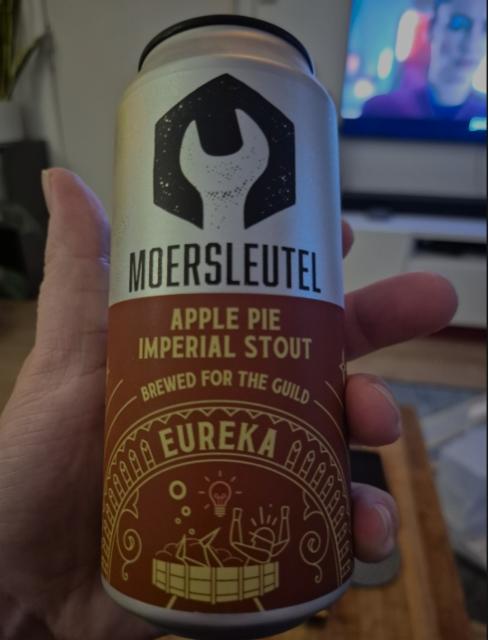 MOERSLEUTEL
APPLE PIE
IMPERIAL STOUT
BREWED FOR THE GUILD
EUREKA